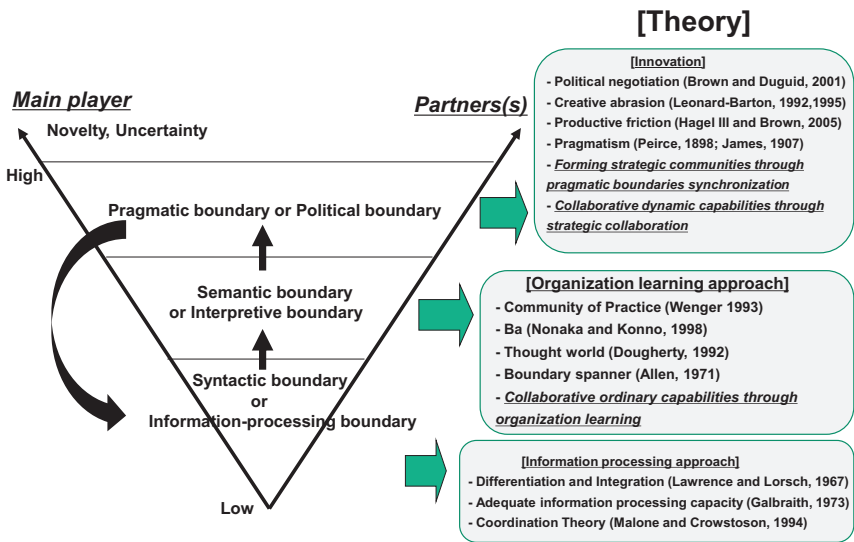 [Theory]
Main player
Partners(s)
Novelty, Uncertainty
High
Pragmatic boundary or Political boundary
Semantic boundary
or Interpretive boundary
Syntactic boundary
or
Information-processing boundary
Low
[Innovation]
- Political negotiation (Brown and Duguid, 2001)
- Creative abrasion (Leonard-Barton, 1992,1995)
- Productive friction (Hagel III and Brown, 2005)
- Pragmatism (Peirce, 1898; James, 1907)
- Forming strategic communities through
pragmatic boundaries synchronization
- Collaborative dynamic capabilities through
strategic collaboration
[Organization learning approach]
- Community of Practice (Wenger 1993)
- Ba (Nonaka and Konno, 1998)
- Thought world (Dougherty, 1992)
- Boundary spanner (Allen, 1971)
- Collaborative ordinary capabilities through
organization learning
[Information processing approach]
- Differentiation and Integration (Lawrence and Lorsch, 1967)
- Adequate information processing capacity (Galbraith, 1973)
- Coordination Theory (Malone and Crowstoson, 1994)